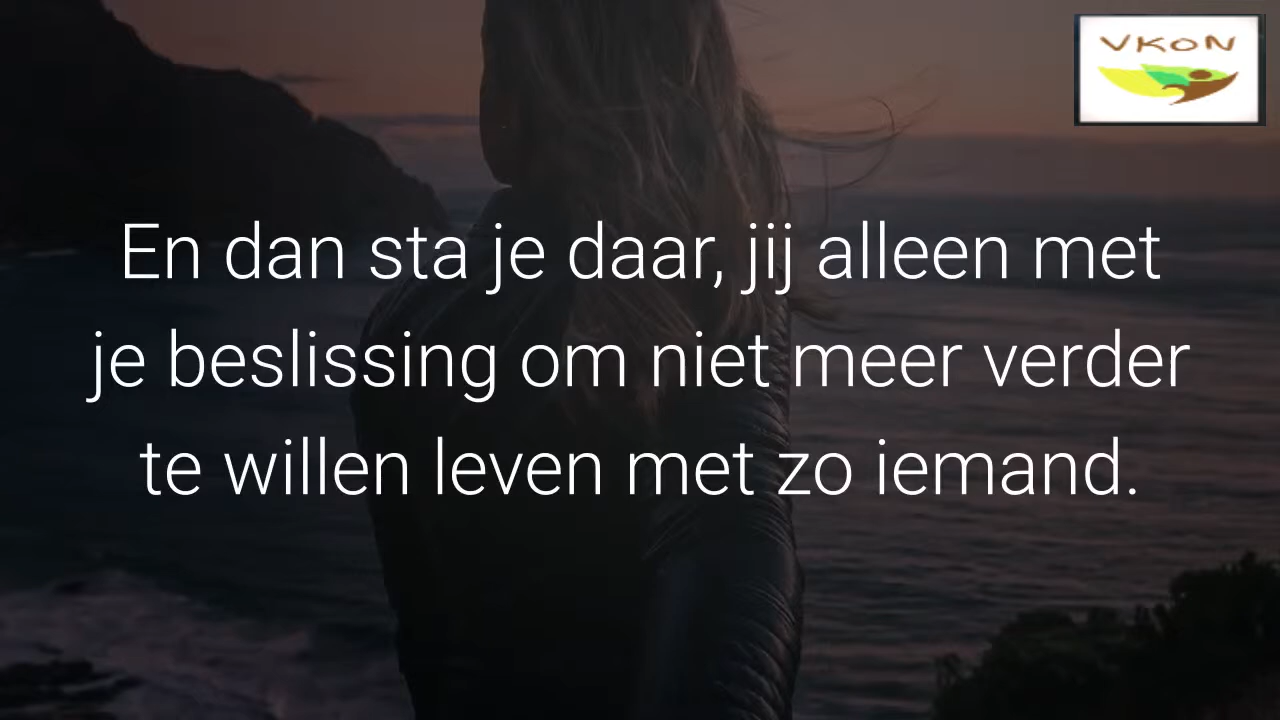 VKON
En dan sta je daar, jij alleen met
je beslissing om niet meer verder
te willen leven met zo iemand.